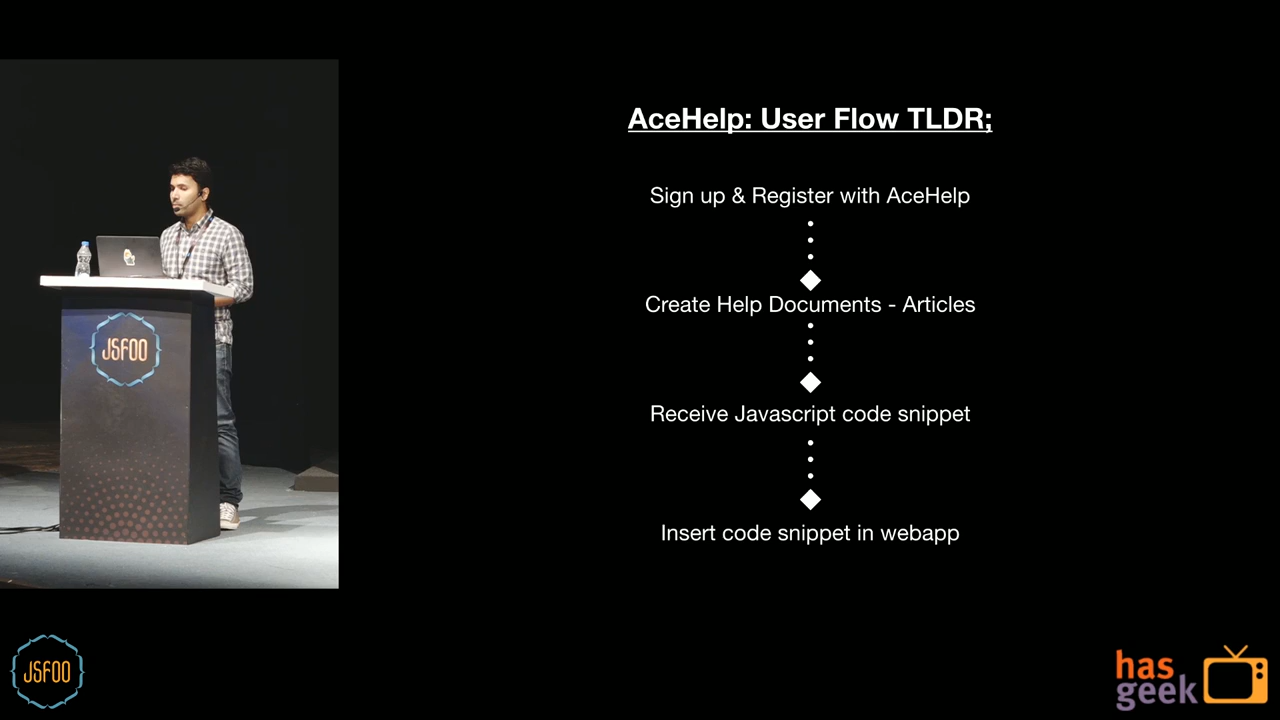 AceHelp: User Flow TLDR;
Sign up & Register with AceHelp
Create Help Documents - Articles
Receive Javascript code snippet
Insert code snippet in webapp
JSFOO
JSFOO
has
geek